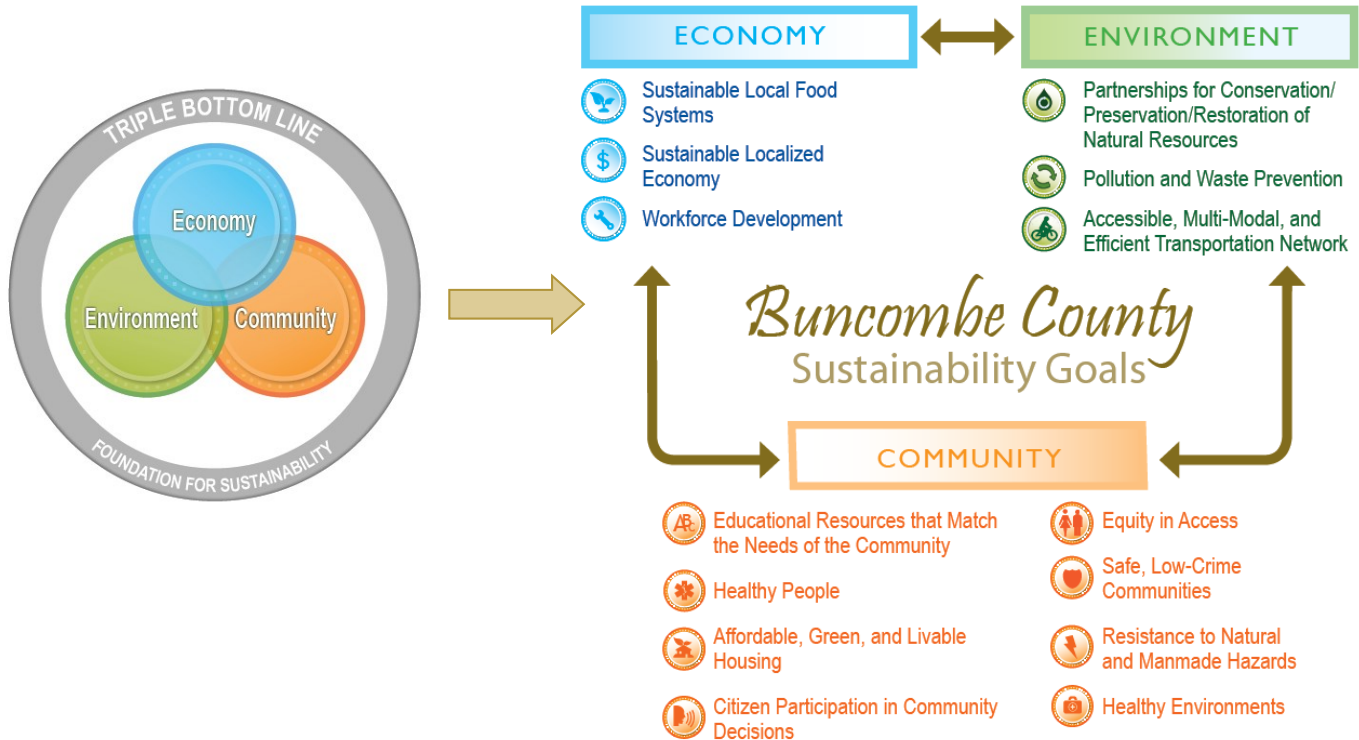 TRIPLE BOTTOM LINE
Economy
Environment
Community
FOUNDATION FOR SUSTAINABILITY
ECONOMY
Sustainable Local Food
Systems
Sustainable Localized
Economy
Workforce Development
ENVIRONMENT
Partnerships for Conservation/
Preservation/Restoration of
Natural Resources
Pollution and Waste Prevention
Accessible, Multi-Modal, and
Efficient Transportation Network
Buncombe County
Sustainability Goals
COMMUNITY
ABC
Educational Resources that Match
the Needs of the Community
Healthy People
Affordable, Green, and Livable
Housing
Citizen Participation in Community
Decisions
Equity in Access
Safe, Low-Crime
Communities
Resistance to Natural
and Manmade Hazards
Healthy Environments